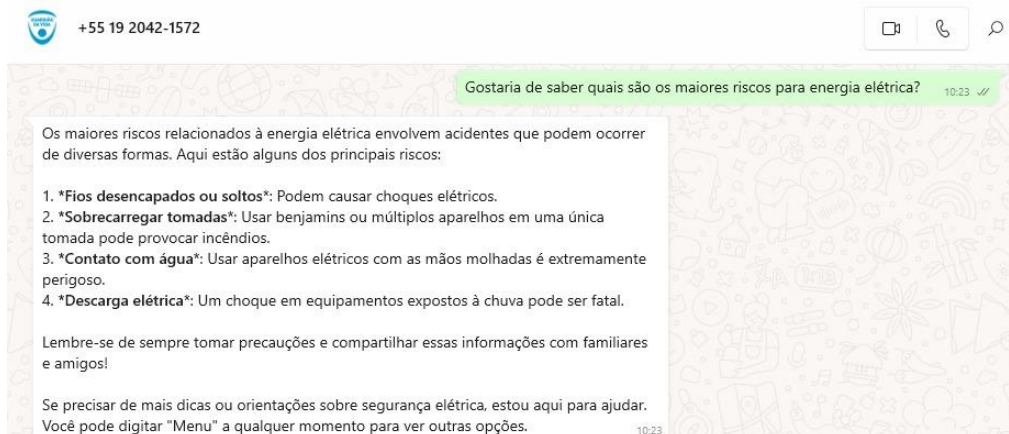 +55 19 2042-1572
Gostaria de saber quais são os maiores riscos para energia elétrica? 10:23
Os maiores riscos relacionados à energia elétrica envolvem acidentes que podem ocorrer
de diversas formas. Aqui estão alguns dos principais riscos:
1. *Fios desencapados ou soltos*: Podem causar choques elétricos.
2. *Sobrecarregar tomadas*: Usar benjamins ou múltiplos aparelhos em uma única
tomada pode provocar incêndios.
3. *Contato com água*: Usar aparelhos elétricos com as mãos molhadas é extremamente
perigoso.
4. *Descarga elétrica*: Um choque em equipamentos expostos à chuva pode ser fatal.
Lembre-se de sempre tomar precauções e compartilhar essas informações com familiares
e amigos!
Se precisar de mais dicas ou orientações sobre segurança elétrica, estou aqui para ajudar.
Você pode digitar "Menu" a qualquer momento para ver outras opções. 10:23